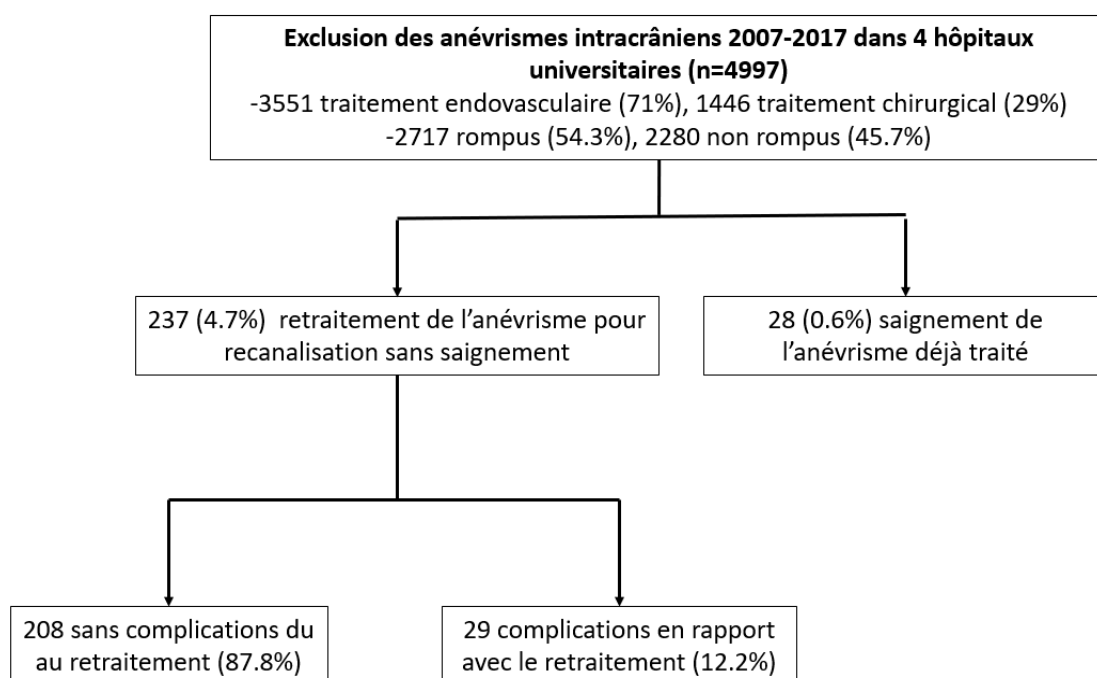 Exclusion des anévrismes intracrâniens 2007-2017 dans 4 hôpitaux
universitaires (n=4997)
-3551 traitement endovasculaire (71%), 1446 traitement chirurgical (29%)
-2717 rompus (54.3%), 2280 non rompus (45.7%)
237 (4.7%) retraitement de l’anévrisme pour
recanalisation sans saignement
28 (0.6%) saignement de
l’anévrisme déjà traité
208 sans complications du
au retraitement (87.8%)
29 complications en rapport
avec le retraitement (12.2%)